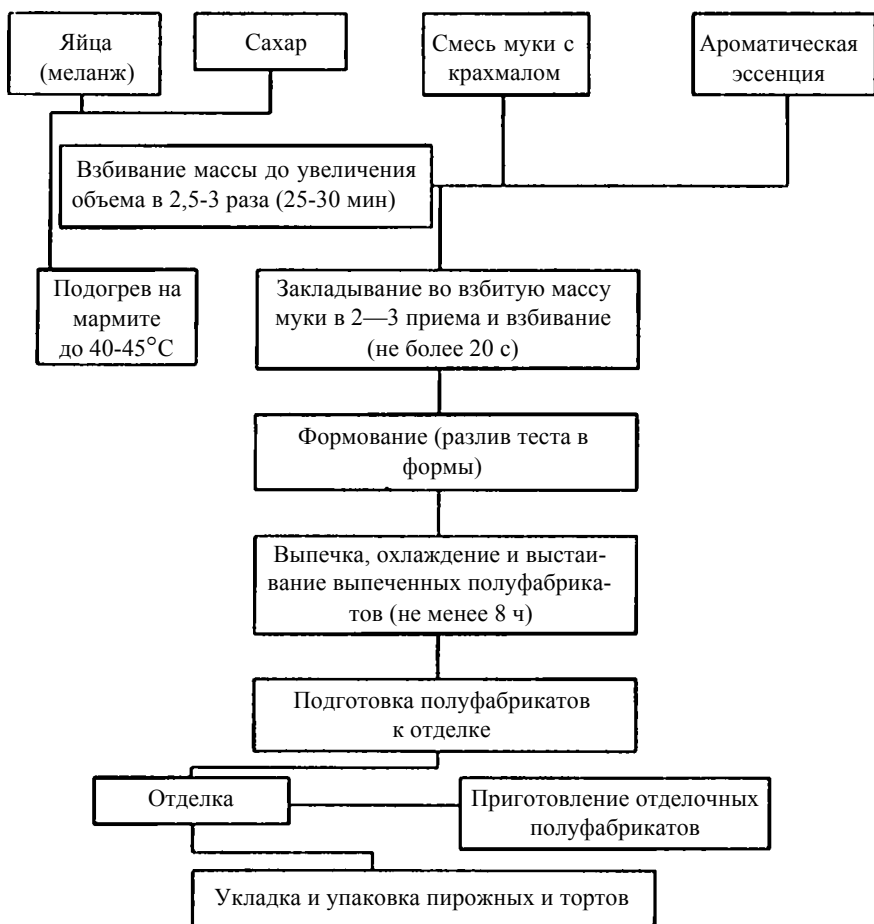 Яйца
(меланж)
Сахар
Смесь муки с
крахмалом
Ароматическая
эссенция
Взбивание массы до увеличения
объема в 2,5-3 раза (25-30 мин)
Подогрев на
мармите
до 40-45°С
Закладывание во взбитую массу
муки в 2—3 приема и взбивание
(не более 20 с)
Формование (разлив теста в
формы)
Выпечка, охлаждение и выстаи-
вание выпеченных полуфабрика-
тов (не менее 8 ч)
Подготовка полуфабрикатов
к отделке
Отделка
Приготовление отделочных
полуфабрикатов
Укладка и упаковка пирожных и тортов